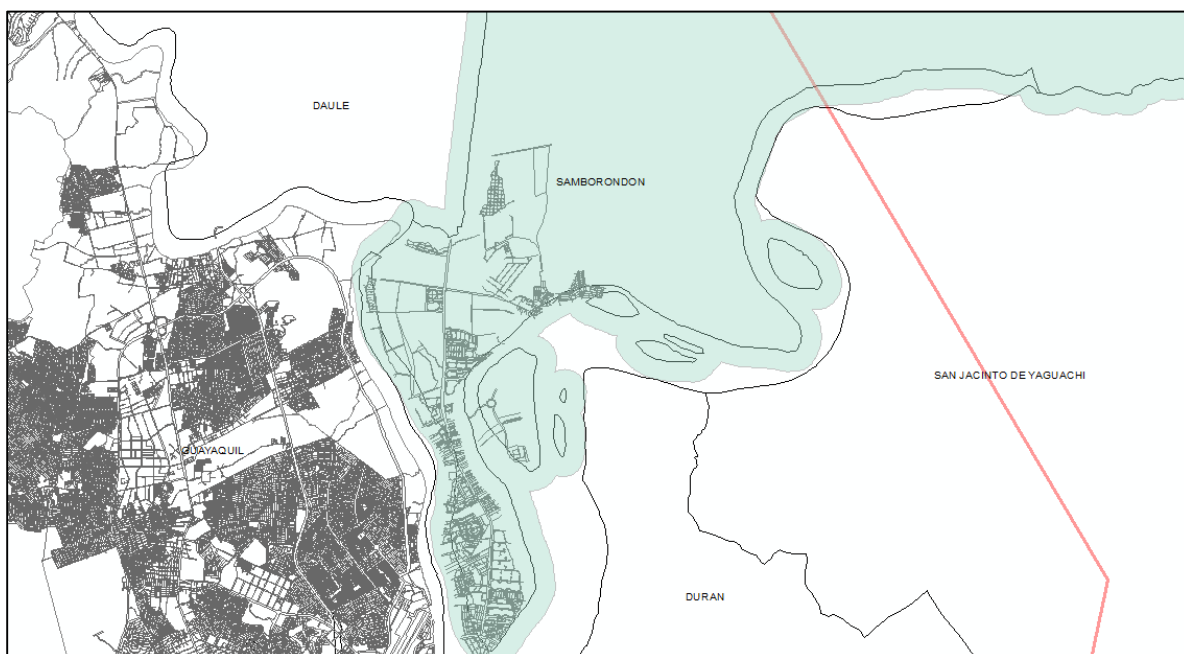 DAULE
SAMBORONDON
SAN JACINTO DE YAGUACHI
GUAYAQUIL
DURAN